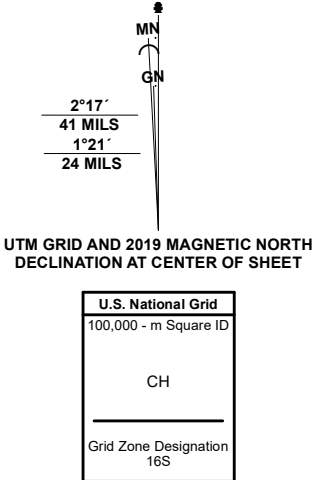 MN
GN
2°17´
41 MILS
1°21´
24 MILS
UTM GRID AND 2019 MAGNETIC NORTH
DECLINATION AT CENTER OF SHEET
U.S. National Grid
100,000 - m Square ID
CH
Grid Zone Designation
16S